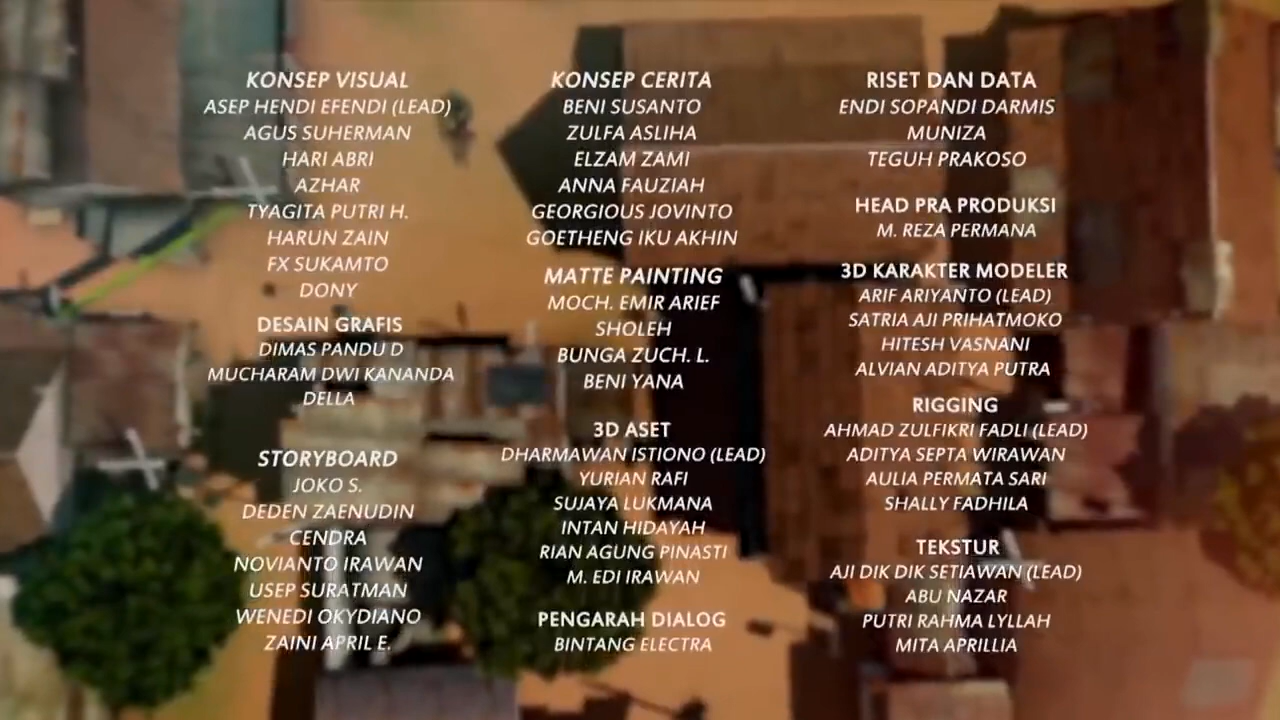 KONSEP VISUAL
ASEP HENDI EFENDI (LEAD)
AGUS SUHERMAN
HARI ABRI
AZHAR
TYAGITA PUTRI H.
HARUN ZAIN
FX SUKAMTO
DONY
DESAIN GRAFIS
DIMAS PANDU D
MUCHARAM DWI KANANDA
DELLA
STORYBOARD
JOKO S.
DEDEN ZAENUDIN
CENDRA
NOVIANTO IRAWAN
USEP SURATMAN
WENEDI OKYDIANO
ZAINI APRIL E.
KONSEP CERITA
BENI SUSANTO
ZULFA ASLIHA
ELZAM ZAMI
ANNA FAUZIAH
GEORGIOUS JOVINTO
GOETHENG IKU AKHIN
MATTE PAINTING
MOCH. EMIR ARIEF
SHOLEH
BUNGA ZUCH. L.
BENI YANA
3D ASET
DHARMAWAN ISTIONO (LEAD)
YURIAN RAFI
SUJAYA LUKMANA
INTAN HIDAYAH
RIAN AGUNG PINASTI
M. EDI IRAWAN
PENGARAH DIALOG
BINTANG ELECTRA
RISET DAN DATA
ENDI SOPANDI DARMIS
MUNIZA
TEGUH PRAKOSO
HEAD PRA PRODUKSI
M. REZA PERMANA
3D KARAKTER MODELER
ARIF ARIYANTO (LEAD)
SATRIA AJI PRIHATMOKO
HITESH VASNANI
ALVIAN ADITYA PUTRA
RIGGING
AHMAD ZULFIKRI FADLI (LEAD)
ADITYA SEPTA WIRAWAN
AULIA PERMATA SARI
SHALLY FADHILA
TEKSTUR
AJI DIK DIK SETIAWAN (LEAD)
ABU NAZAR
PUTRI RAHMA LYLLAH
MITA APRILLIA